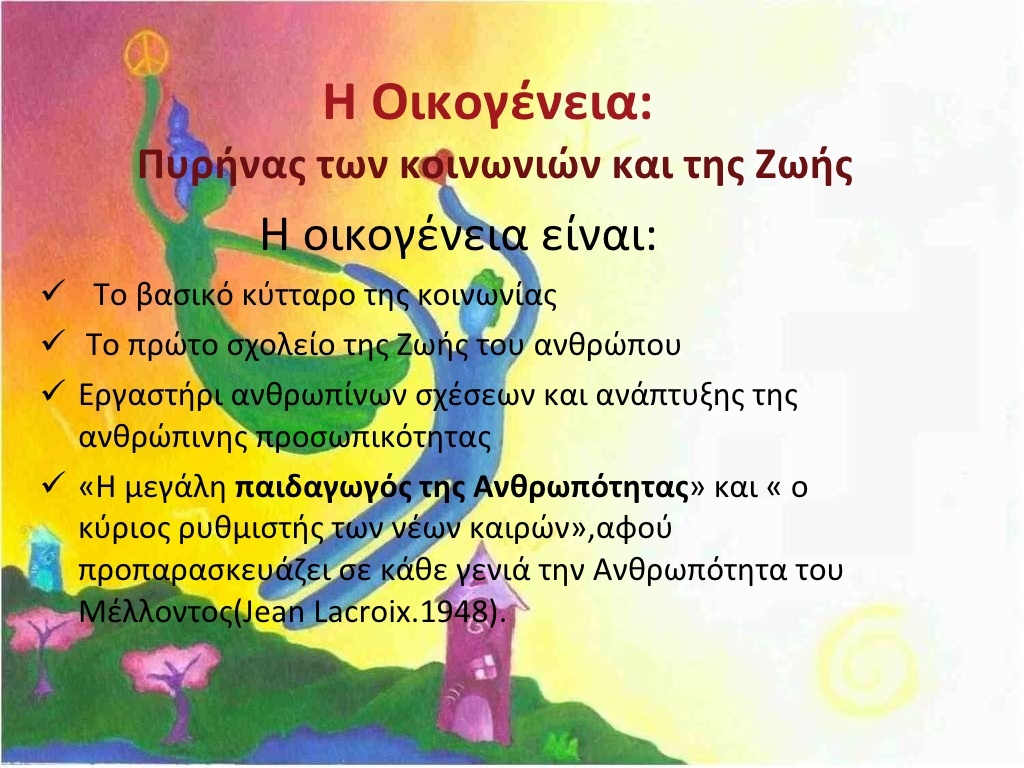 Η Οικογένεια:
Πυρήνας των κοινωνιών και της Ζωής
Η οικογένεια είναι:
✓ Το βασικό κύτταρο της κοινωνίας
✓ Το πρώτο σχολείο της Ζωής του ανθρώπου
✓ Εργαστήρι ανθρωπίνων σχέσεων και ανάπτυξης της
ανθρώπινης προσωπικότητας
✓ «Η μεγάλη παιδαγωγός της Ανθρωπότητας» και « ο
κύριος ρυθμιστής των νέων καιρών»,αφού
προπαρασκευάζει σε κάθε γενιά την Ανθρωπότητα του
Μέλλοντος(Jean Lacroix.1948).